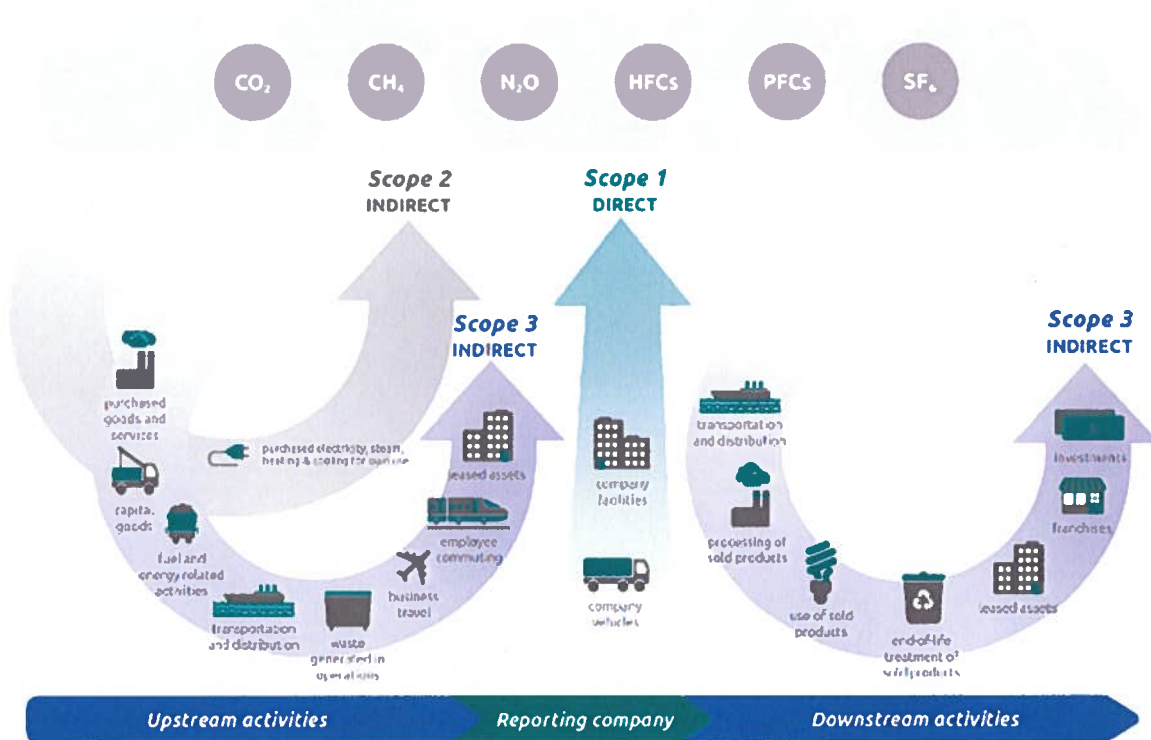 CO₂
CH₄
N₂O
HFCs
PFCs
SF₆
Scope 2
INDIRECT
Scope 1
DIRECT
Scope 3
INDIRECT
Scope 3
INDIRECT
purchased
goods and
services
capital
goods
fuel and
energy related
activities
transportation
and distribution
waste
generated in
operations
business
travel
employee
commuting
leased assets
purchased electricity, steam,
heating & cooling for own use
company
facilities
company
vehicles
transportation
and distribution
processing of
sold products
use of sold
products
end-of-life
treatment of
sold products
leased assets
franchises
investments
Upstream activities
Reporting company
Downstream activities